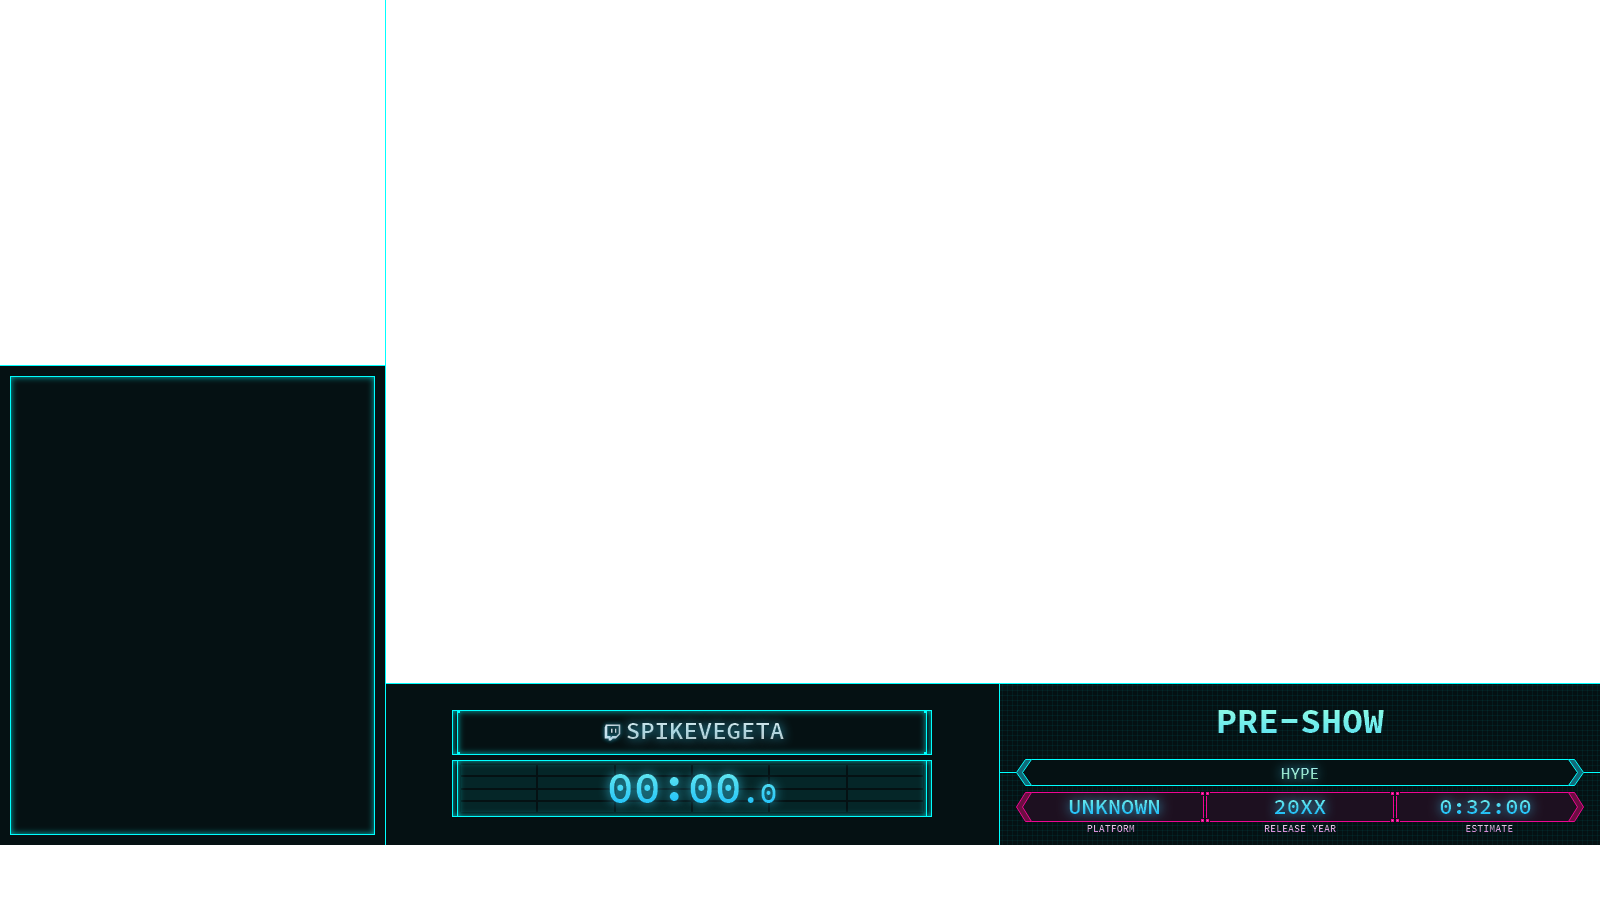 SPIKEVEGETA
00:00.0
PRE-SHOW
HYPE
UNKNOWN 20XX 0:32:00
PLATFORM RELEASE YEAR ESTIMATE